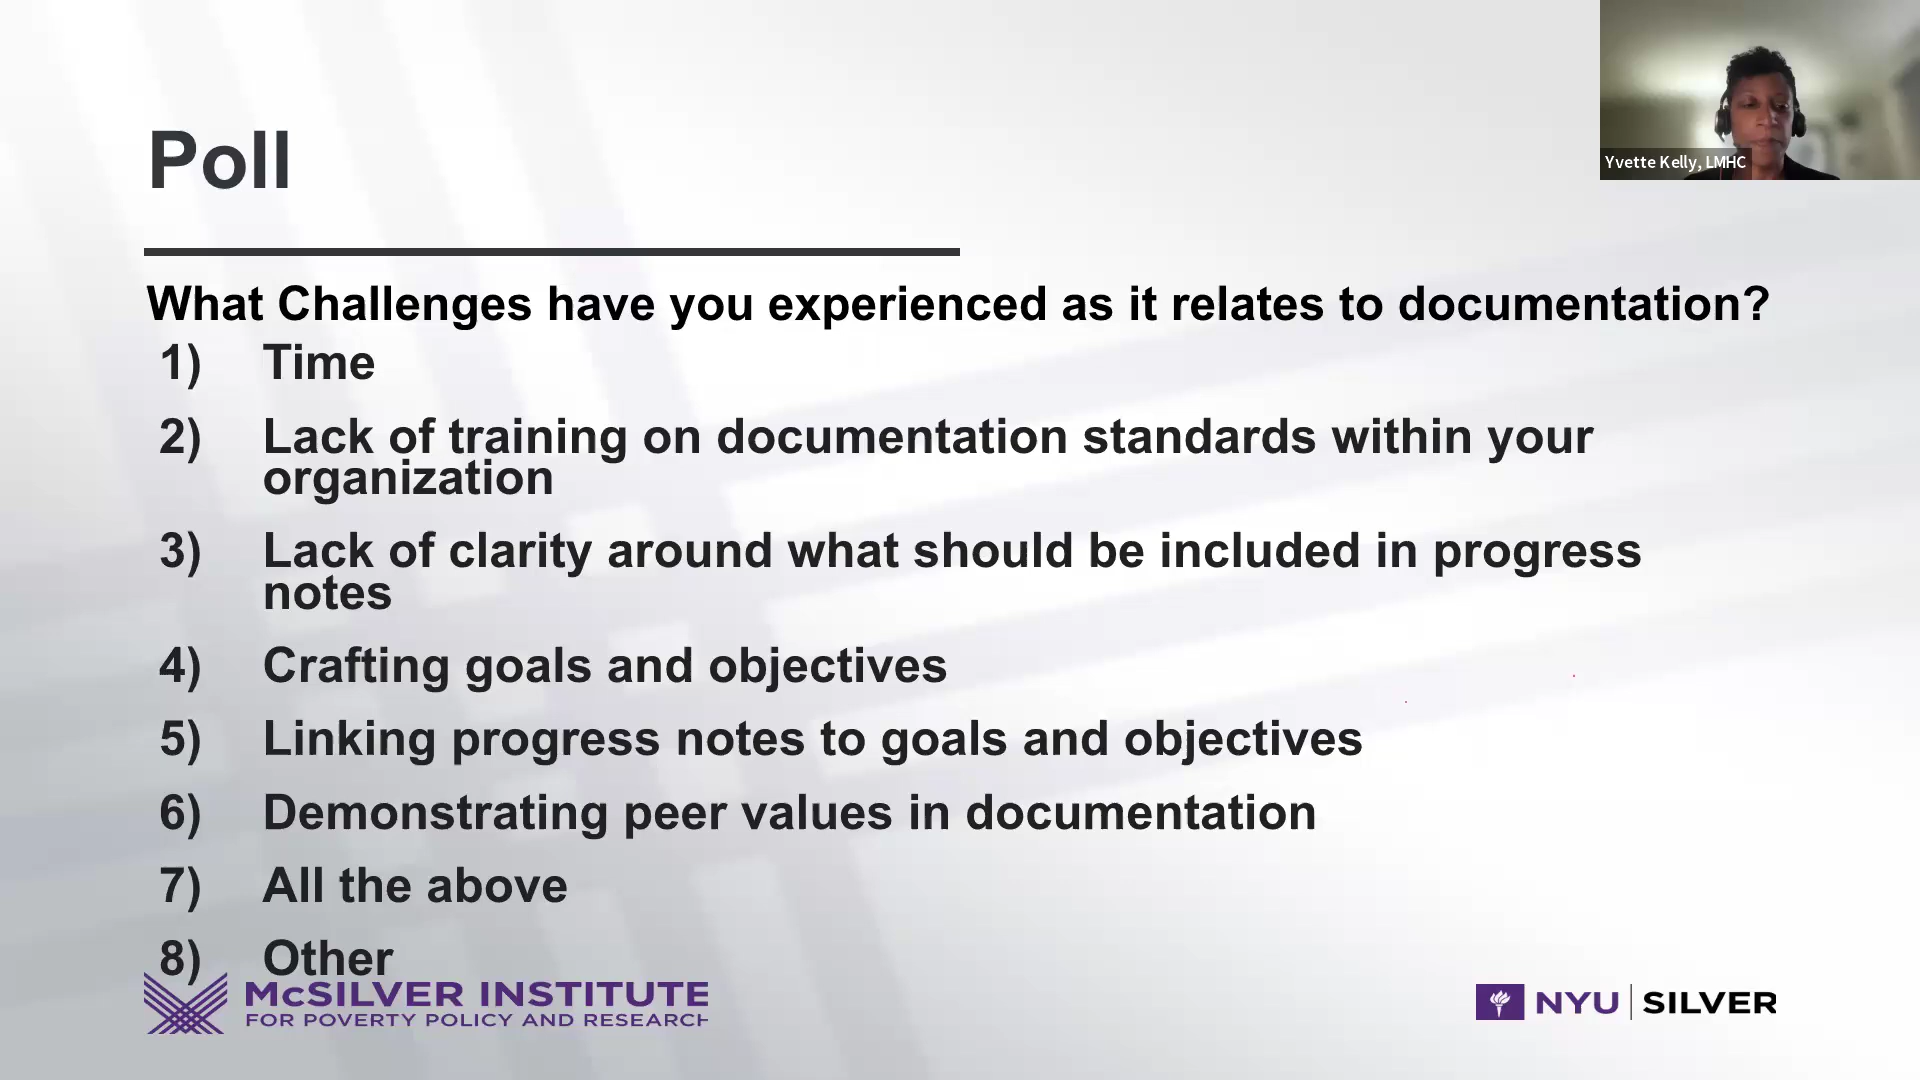 Yvette Kelly, LMHC
Poll
What Challenges have you experienced as it relates to documentation?
1) Time
2) Lack of training on documentation standards within your
organization
3) Lack of clarity around what should be included in progress
notes
4) Crafting goals and objectives
5) Linking progress notes to goals and objectives
6) Demonstrating peer values in documentation
7) All the above
8) Other
McSILVER INSTITUTE
FOR POVERTY POLICY AND RESEARCH
NYU SILVER